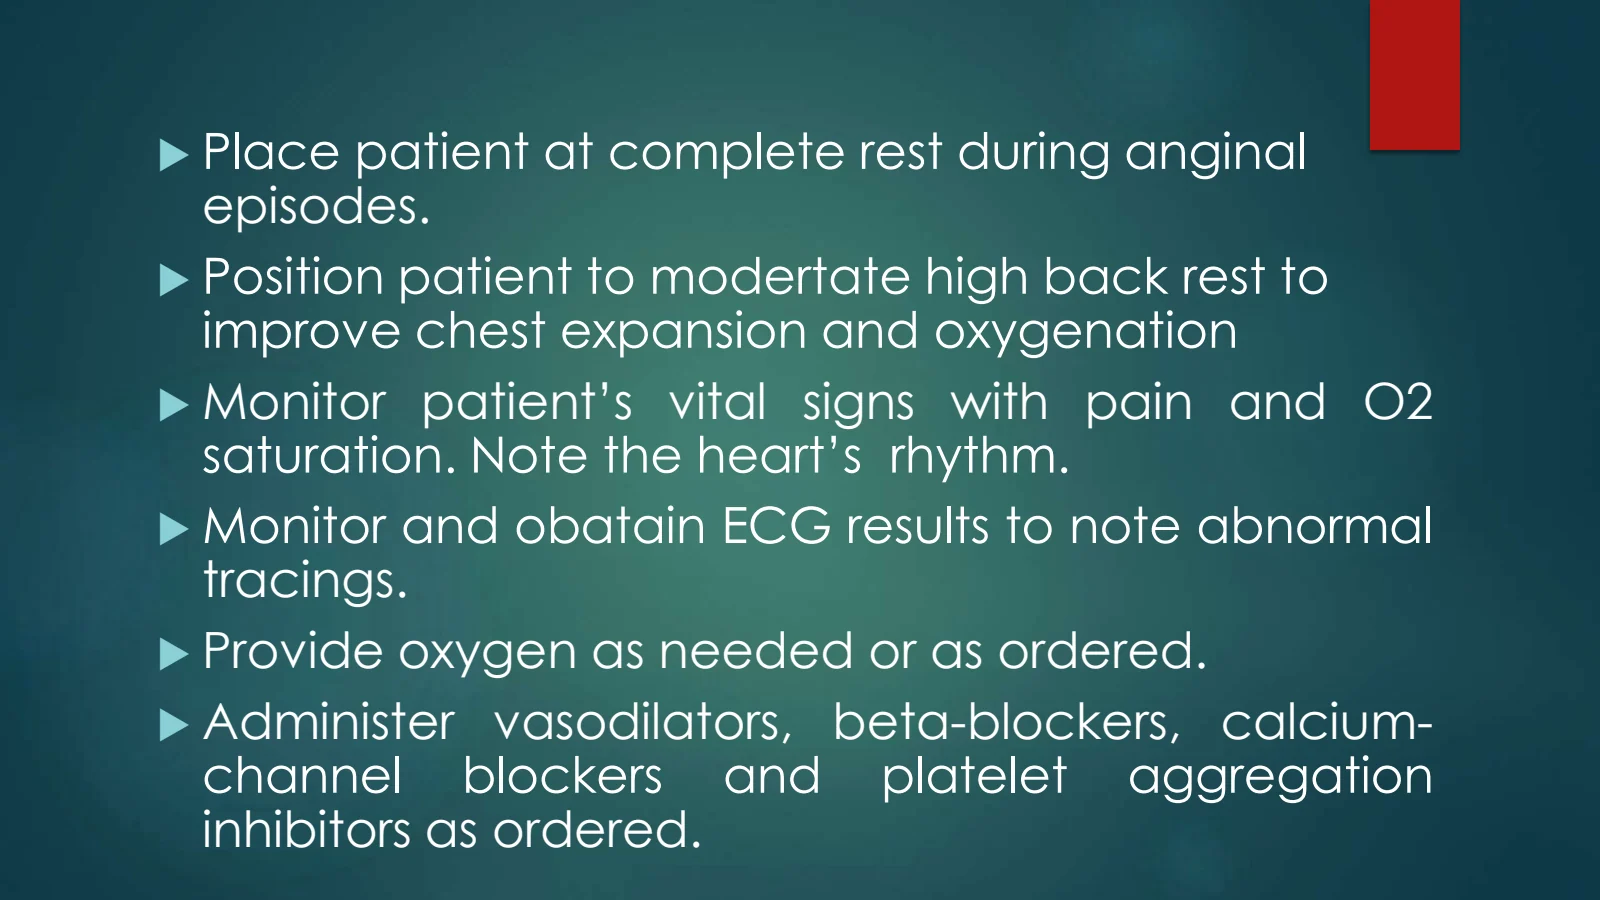 Place patient at complete rest during anginal
episodes.
Position patient to modertate high back rest to
improve chest expansion and oxygenation
Monitor patient’s vital signs with pain and O2
saturation. Note the heart’s  rhythm.
Monitor and obatain ECG results to note abnormal
tracings.
Provide oxygen as needed or as ordered.
Administer vasodilators, beta-blockers, calcium-
channel blockers and platelet aggregation
inhibitors as ordered.